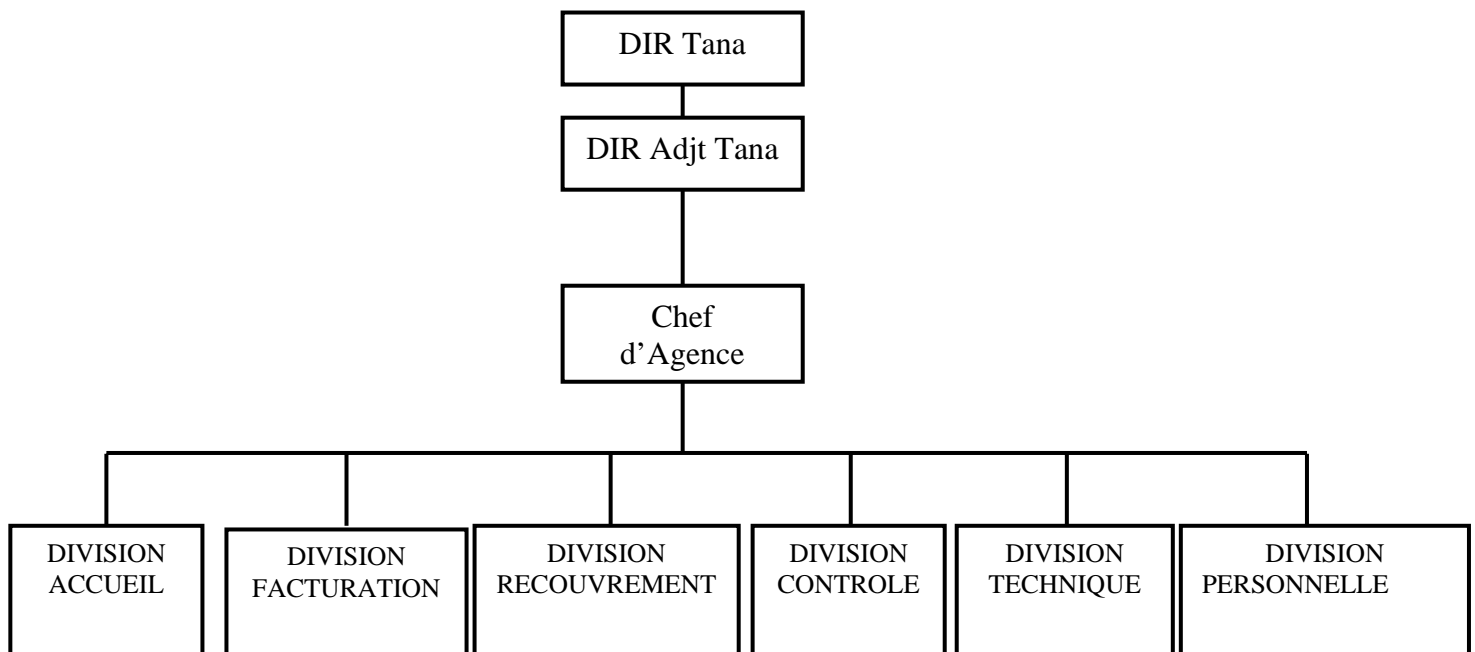 DIR Tana
DIR Adjt Tana
Chef
d’Agence
DIVISION
ACCUEIL
DIVISION
FACTURATION
DIVISION
RECOUVREMENT
DIVISION
CONTROLE
DIVISION
TECHNIQUE
DIVISION
PERSONNELLE